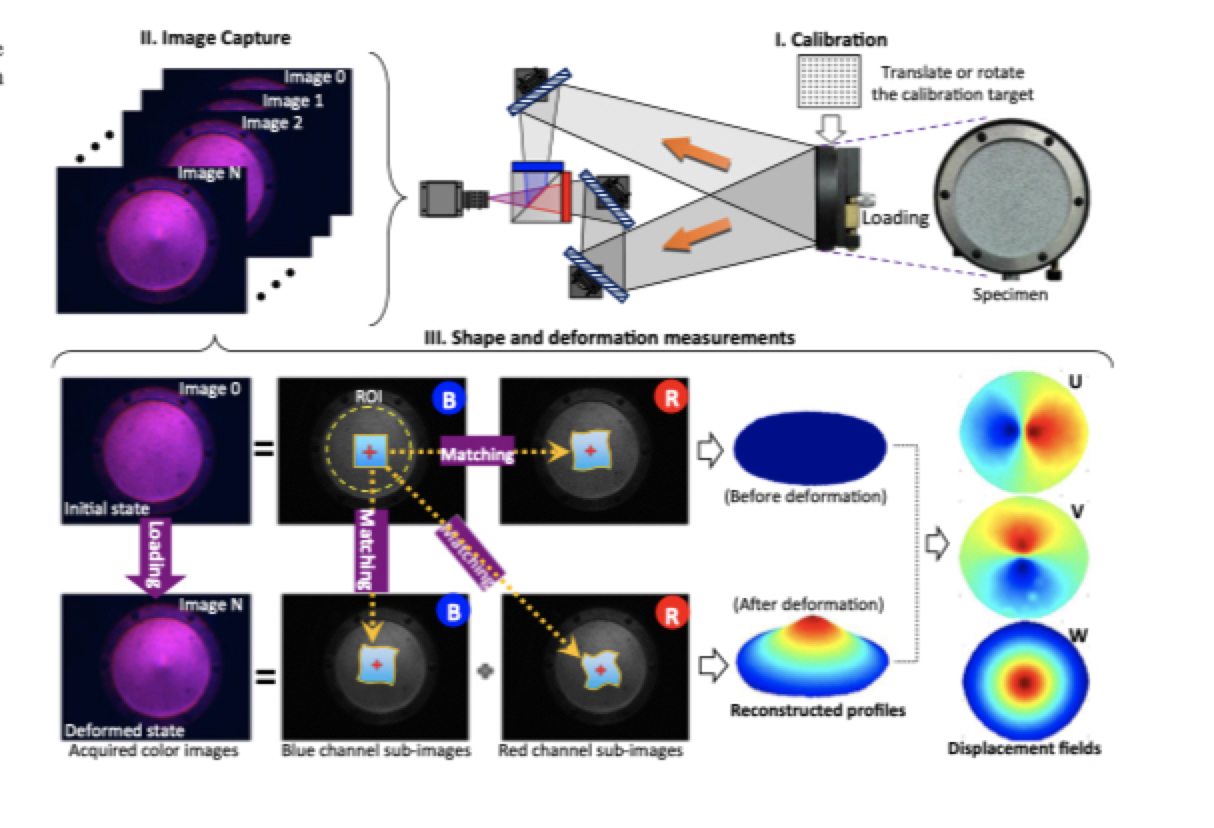 II. Image Capture
Image 0
Image 1
Image 2
Image N
I. Calibration
Translate or rotate
the calibration target
Loading
Specimen
III. Shape and deformation measurements
Image 0
Initial state
ROI
B
R
Matching
Matching
Matching
Loading
(Before deformation)
U
V
W
Image N
Deformed state
B
R
(After deformation)
Reconstructed profiles
Acquired color images
Blue channel sub-images
Red channel sub-images
Displacement fields